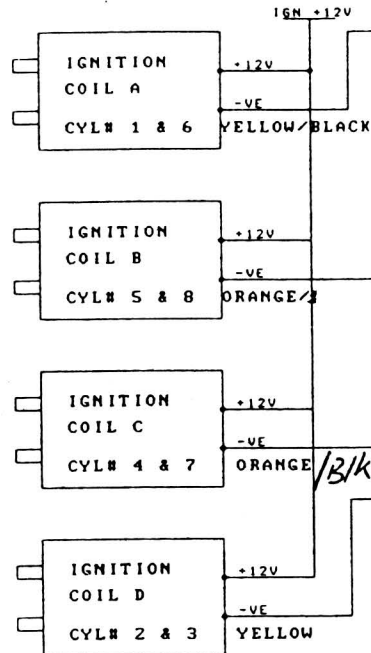 IGN +12V
IGNITION
COIL A
CYL# 1 & 6
+12V
-VE
YELLOW/BLACK
IGNITION
COIL B
CYL# 5 & 8
+12V
-VE
ORANGE/
IGNITION
COIL C
CYL# 4 & 7
+12V
-VE
ORANGE /Blk
IGNITION
COIL D
CYL# 2 & 3
+12V
-VE
YELLOW